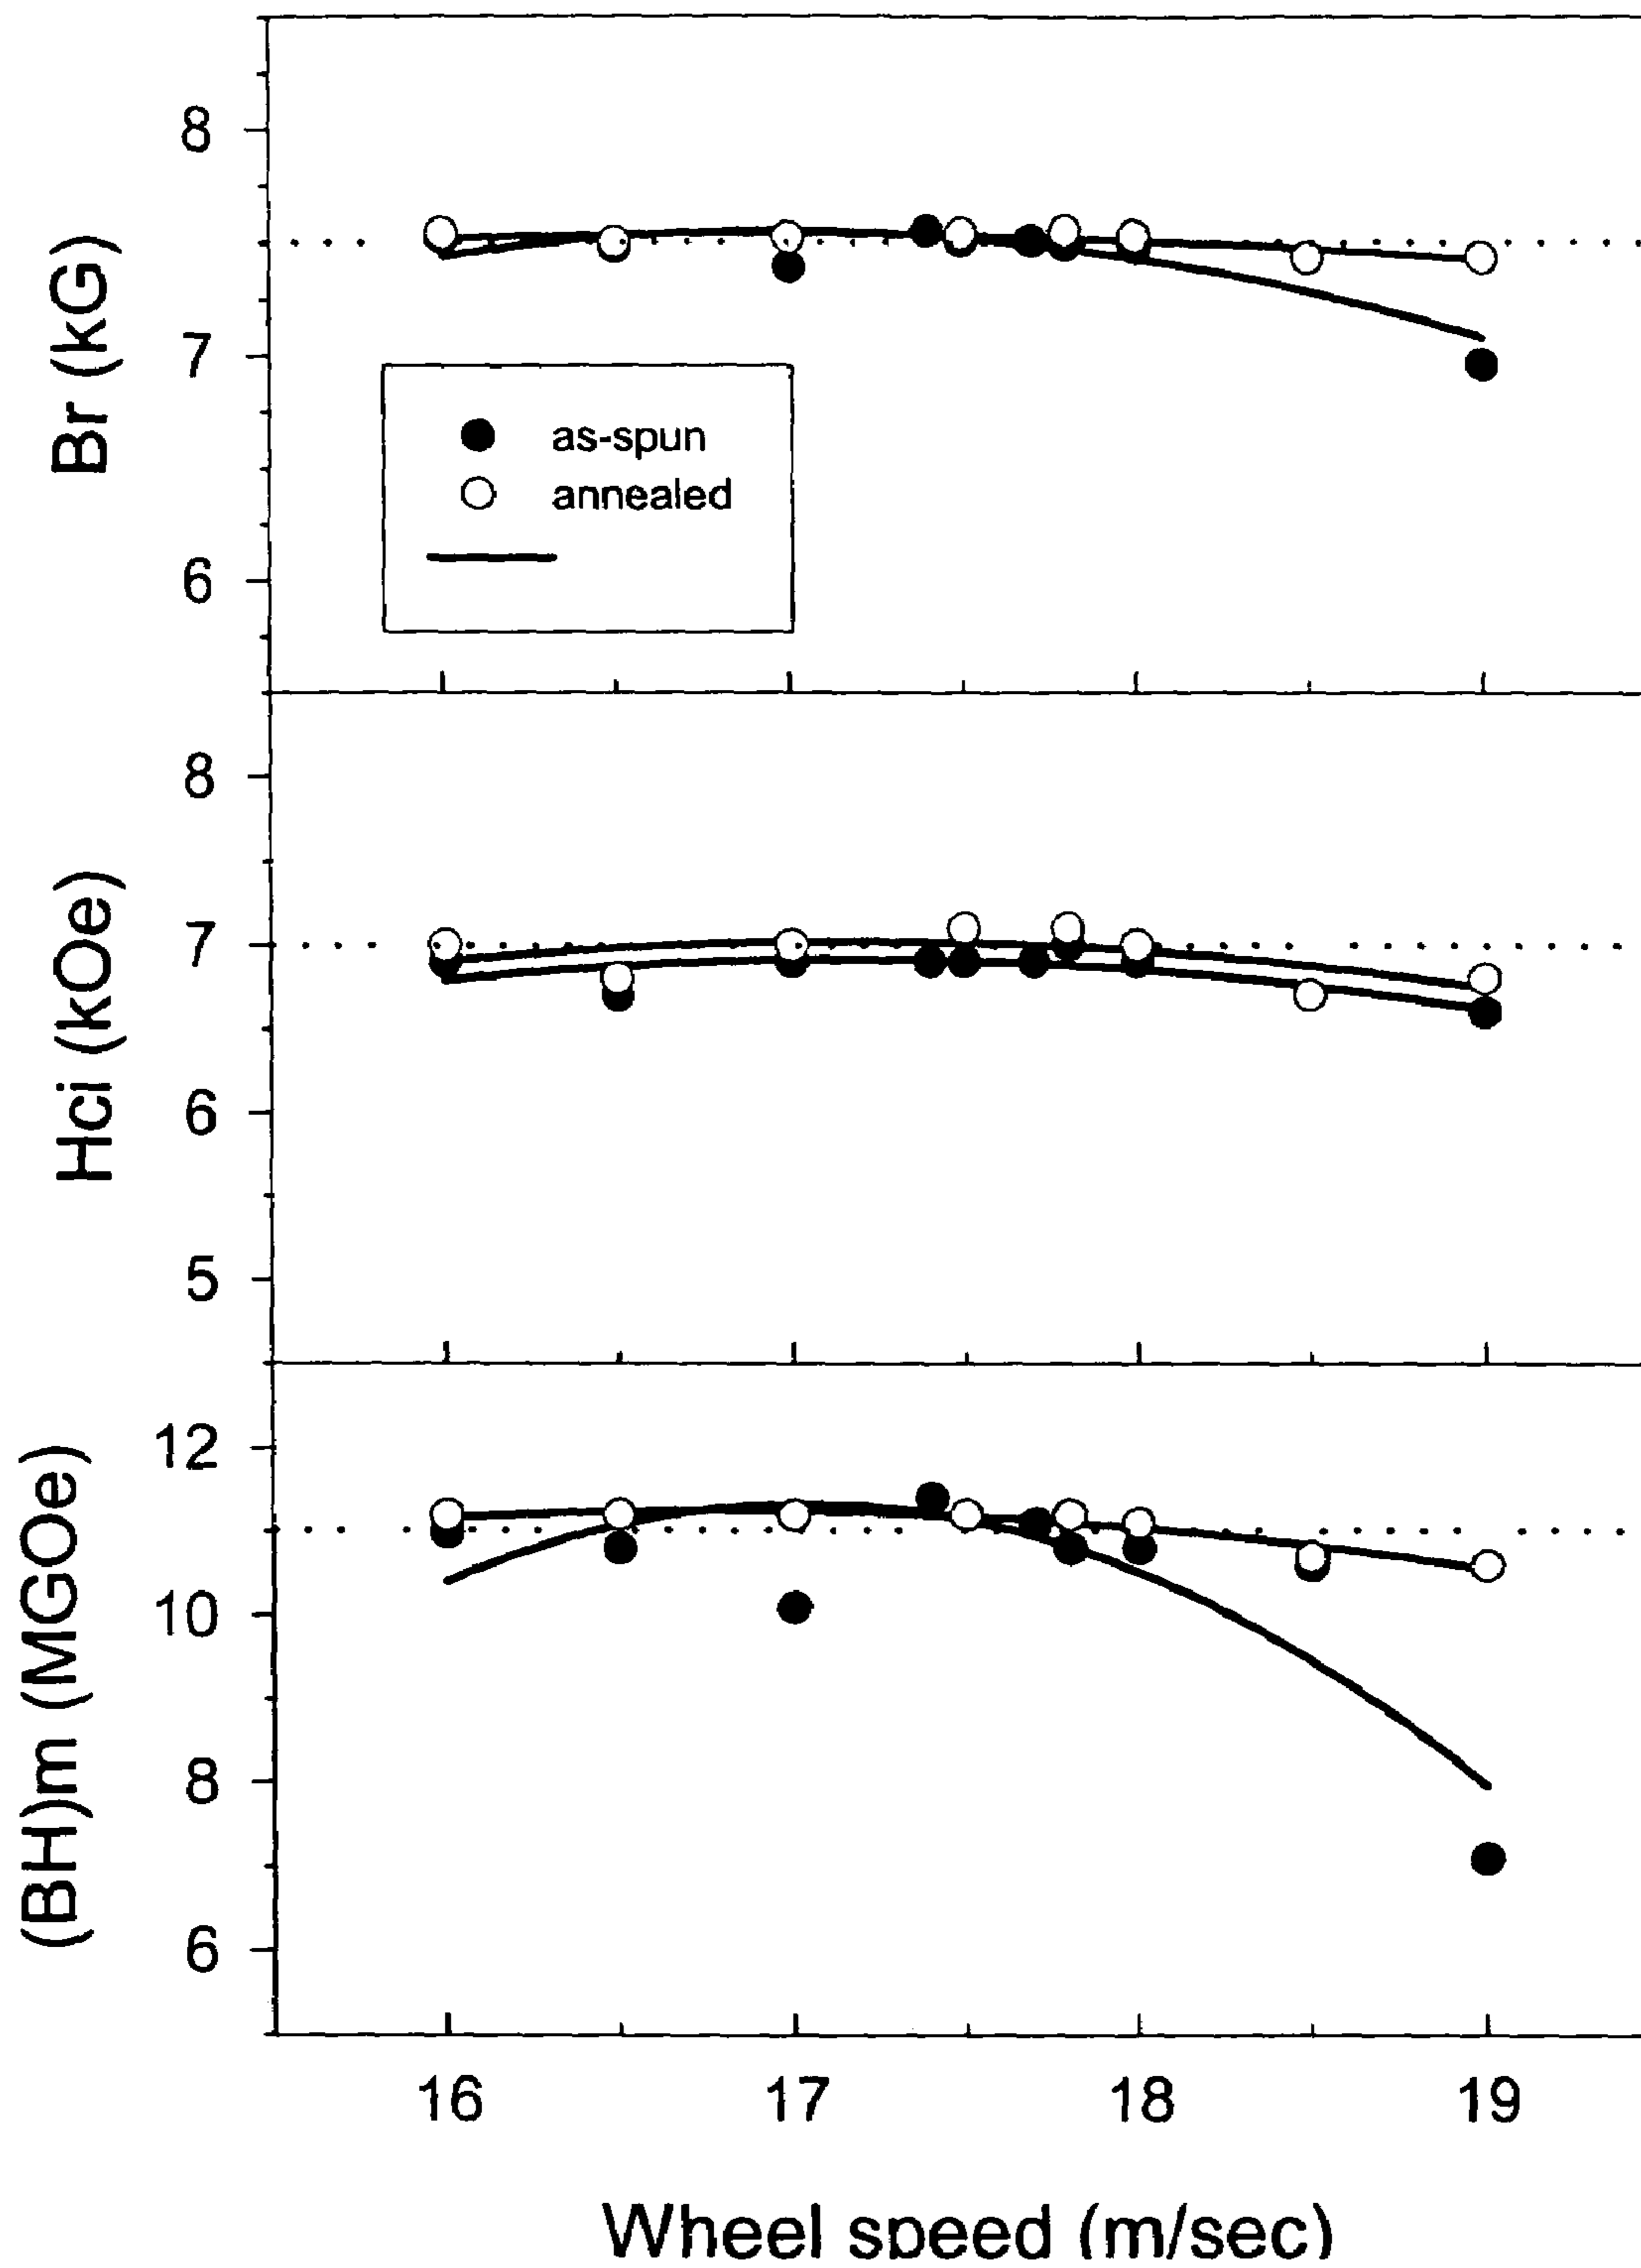 Br (kG)
8
7
6
as-spun
annealed
Hci (kOe)
8
7
6
5
(BH)m (MGOe)
12
10
8
6
16 17 18 19
Wheel speed (m/sec)